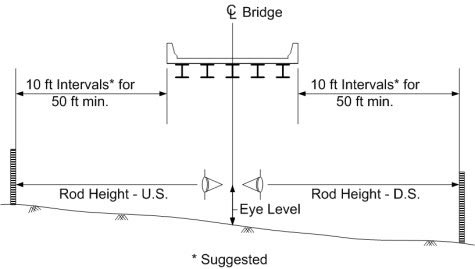 ℄ Bridge
10 ft Intervals* for
50 ft min.
10 ft Intervals* for
50 ft min.
Rod Height - U.S.
Rod Height - D.S.
Eye Level
* Suggested